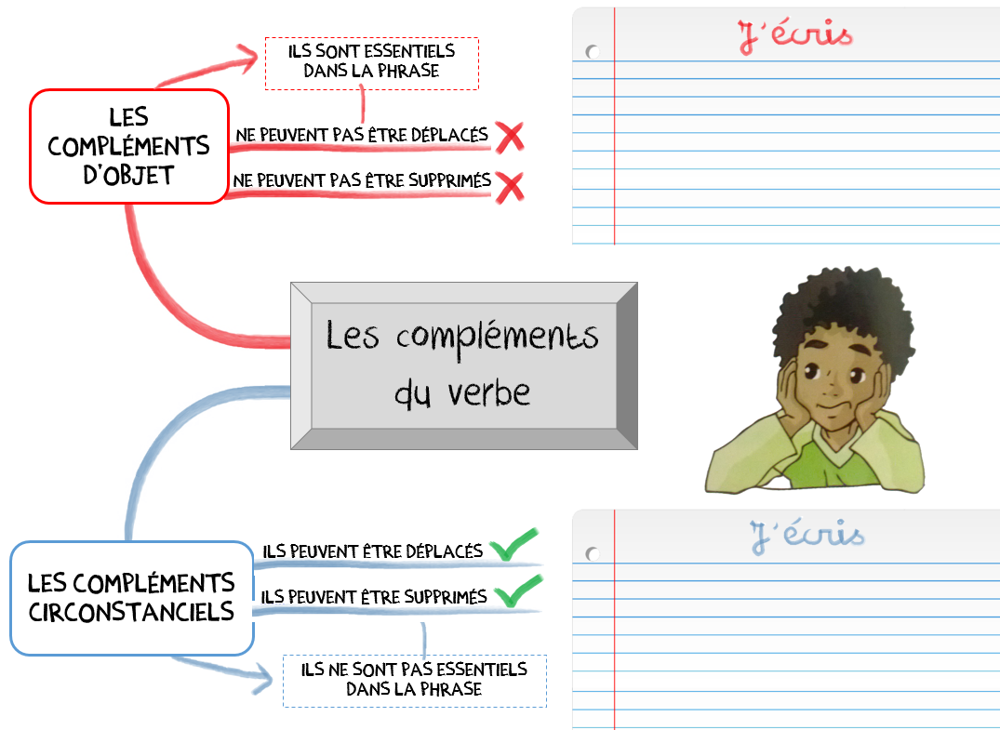 ILS SONT ESSENTIELS
DANS LA PHRASE
J'écris
LES
COMPLÉMENTS
D'OBJET
NE PEUVENT PAS ÊTRE DÉPLACÉS
NE PEUVENT PAS ÊTRE SUPPRIMÉS
Les compléments
du verbe
J'écris
ILS PEUVENT ÊTRE DÉPLACÉS
LES COMPLÉMENTS
CIRCONSTANCIELS
ILS PEUVENT ÊTRE SUPPRIMÉS
ILS NE SONT PAS ESSENTIELS
DANS LA PHRASE